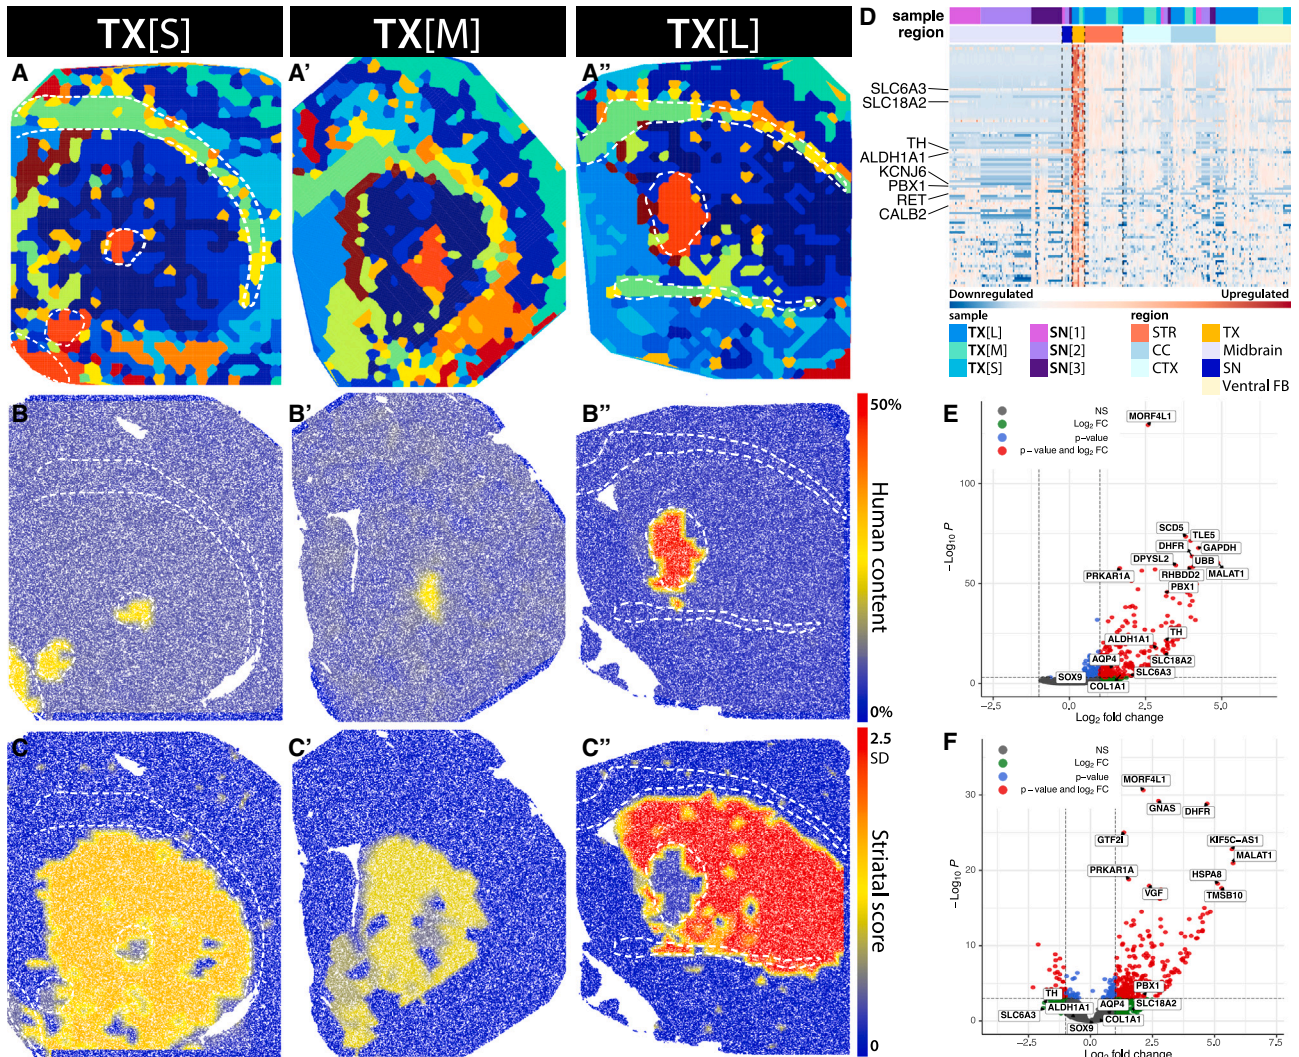 TX[S]
TX[M]
TX[L]
A
A'
A''
B
B'
B''
50%
Human content
0%
C
C'
C''
2.5
SD
Striatal score
0
D
sample
region
SLC6A3
SLC18A2
TH
ALDH1A1
KCNJ6
PBX1
RET
CALB2
Downregulated
Upregulated
sample
region
TX[L]
SN[1]
STR
TX
TX[M]
SN[2]
CC
Midbrain
TX[S]
SN[3]
CTX
SN
Ventral FB
E
NS
Log2 FC
p-value
p-value and log2 FC
MORF4L1
SCD5
TLE5
DHFR
GAPDH
DPYSL2
UBB
PRKAR1A
RHBDD2
MALAT1
PBX1
ALDH1A1
TH
AQP4
SLC18A2
SOX9
SLC6A3
COL1A1
100
50
0
−Log10 P
−2.5
0.0
2.5
5.0
Log2 fold change
F
NS
Log2 FC
p-value
p-value and log2 FC
MORF4L1
GNAS
DHFR
GTF2I
KIF5C−AS1
MALAT1
PRKAR1A
HSPA8
VGF
TMSB10
PBX1
TH
ALDH1A1
AQP4
SLC18A2
SLC6A3
COL1A1
SOX9
30
20
10
0
−Log10 P
−2.5
0.0
2.5
5.0
7.5
Log2 fold change